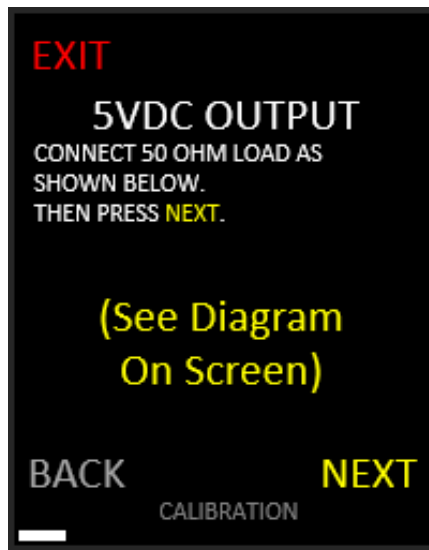 EXIT
5VDC OUTPUT
CONNECT 50 OHM LOAD AS
SHOWN BELOW.
THEN PRESS NEXT.
(See Diagram
On Screen)
BACK NEXT
CALIBRATION